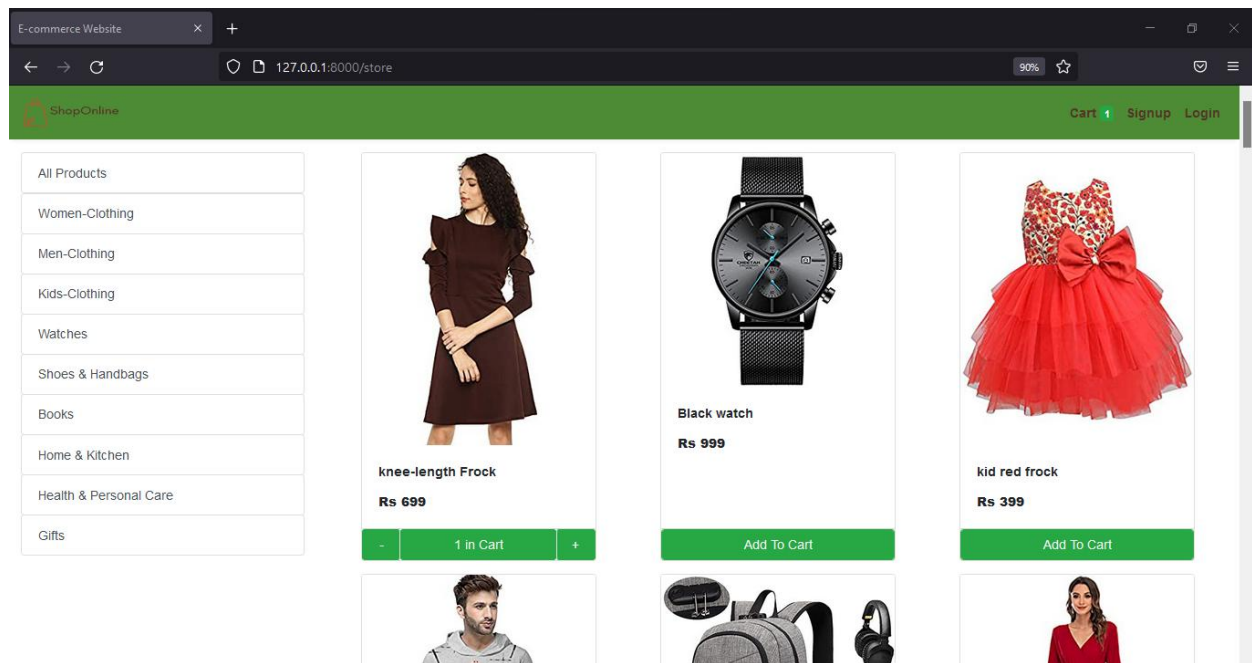 E-commerce Website
127.0.0.1:8000/store
90%
ShopOnline
Cart 1 Signup Login
All Products
Women-Clothing
Men-Clothing
Kids-Clothing
Watches
Shoes & Handbags
Books
Home & Kitchen
Health & Personal Care
Gifts
knee-length Frock
Rs 699
- 1 in Cart +
Black watch
Rs 999
Add To Cart
kid red frock
Rs 399
Add To Cart